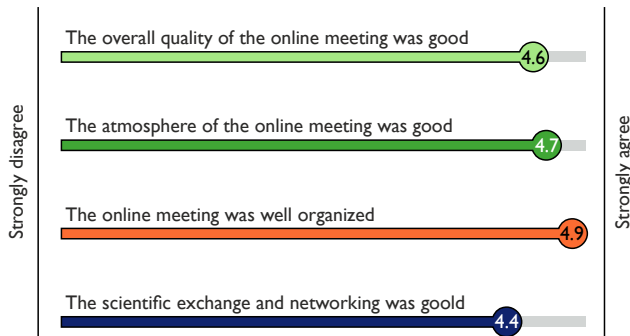 The overall quality of the online meeting was good
4.6
The atmosphere of the online meeting was good
4.7
The online meeting was well organized
4.9
The scientific exchange and networking was goold
4.4
Strongly disagree
Strongly agree